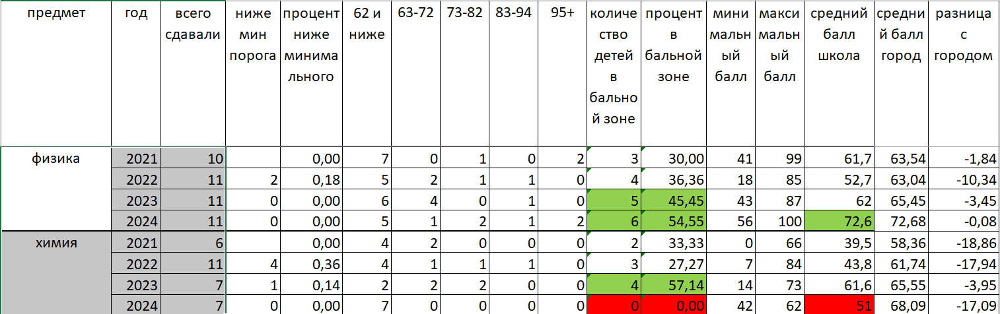 предмет год всего сдавали ниже мин порога процент ниже минимального 62 и ниже 63-72 73-82 83-94 95+ количество детей в бальной зоне процент в бальной зоне минимальный балл максимальный балл средний балл школа средний балл город разница с городом
физика 2021 10 0,00 7 0 1 0 2 3 30,00 41 99 61,7 63,54 -1,84
2022 11 2 0,18 5 2 1 1 0 4 36,36 18 85 52,7 63,04 -10,34
2023 11 0 0,00 6 4 0 1 0 5 45,45 43 87 62 65,45 -3,45
2024 11 0 0,00 5 1 2 1 2 6 54,55 56 100 72,6 72,68 -0,08
химия 2021 6 0,00 4 2 0 0 0 2 33,33 0 66 39,5 58,36 -18,86
2022 11 4 0,36 4 1 1 1 0 3 27,27 7 84 43,8 61,74 -17,94
2023 7 1 0,14 2 2 2 0 0 4 57,14 14 73 61,6 65,55 -3,95
2024 7 0 0,00 7 0 0 0 0 0 0,00 42 62 51 68,09 -17,09